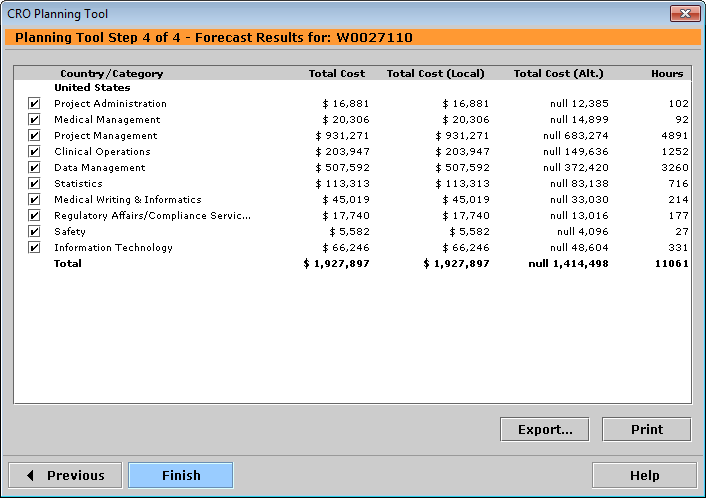 CRO Planning Tool
Planning Tool Step 4 of 4 - Forecast Results for: W0027110
Country/Category Total Cost Total Cost (Local) Total Cost (Alt.) Hours
United States
Project Administration $ 16,881 $ 16,881 null 12,385 102
Medical Management $ 20,306 $ 20,306 null 14,899 92
Project Management $ 931,271 $ 931,271 null 683,274 4891
Clinical Operations $ 203,947 $ 203,947 null 149,636 1252
Data Management $ 507,592 $ 507,592 null 372,420 3260
Statistics $ 113,313 $ 113,313 null 83,138 716
Medical Writing & Informatics $ 45,019 $ 45,019 null 33,030 214
Regulatory Affairs/Compliance Servic... $ 17,740 $ 17,740 null 13,016 177
Safety $ 5,582 $ 5,582 null 4,096 27
Information Technology $ 66,246 $ 66,246 null 48,604 331
Total $ 1,927,897 $ 1,927,897 null 1,414,498 11061
Export... Print
Previous Finish Help